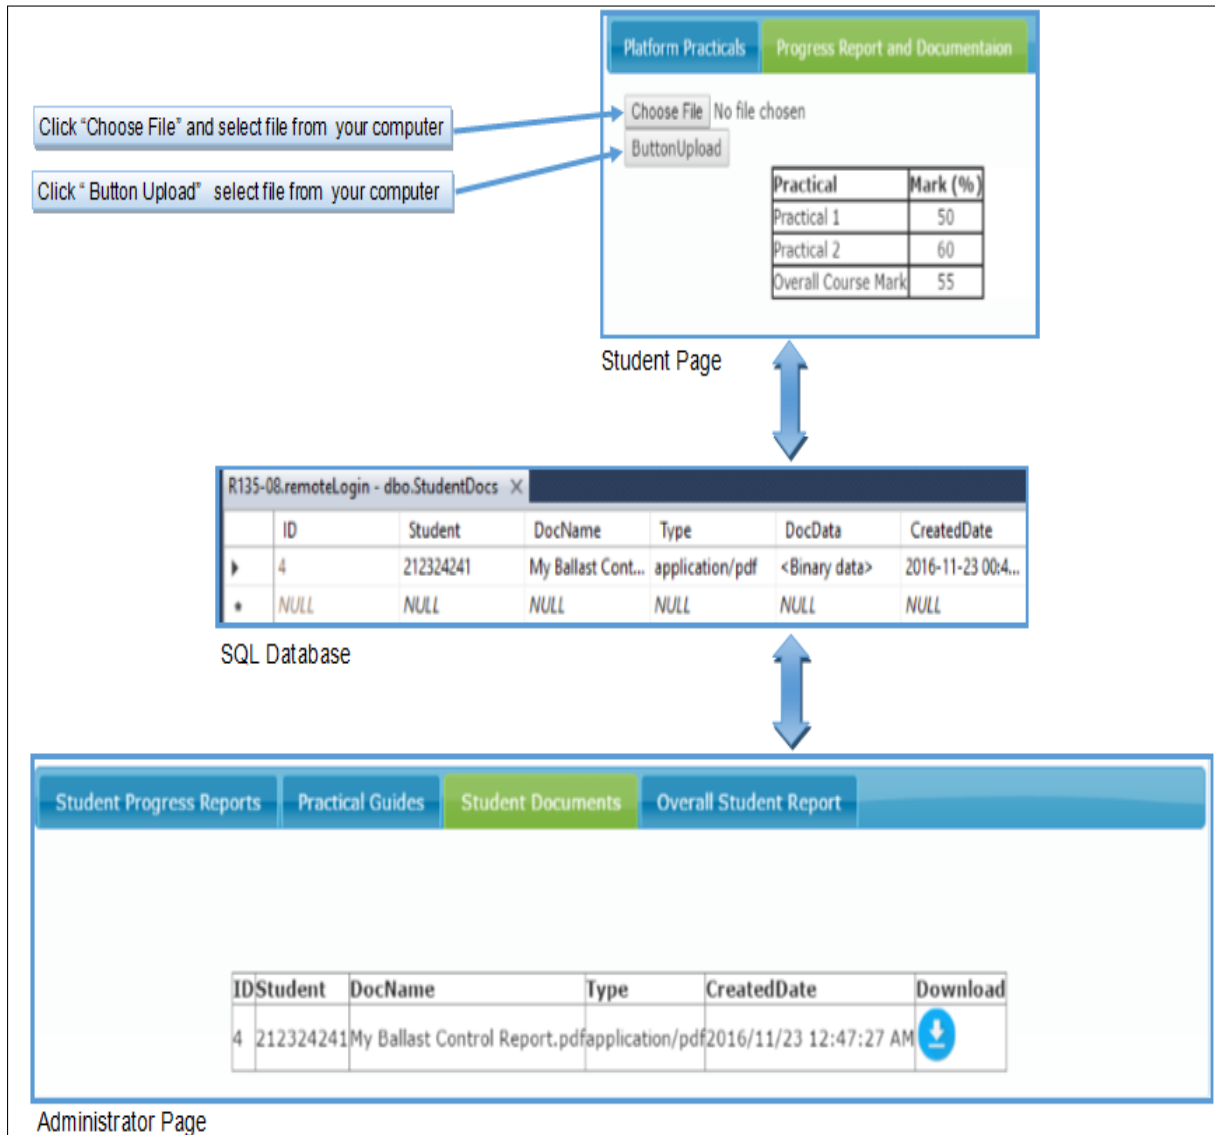 Platform Practicals Progress Report and Documentaion
Click “Choose File” and select file from your computer
Choose File No file chosen
Click “ Button Upload” select file from your computer
ButtonUpload
Practical Mark (%)
Practical 1 50
Practical 2 60
Overall Course Mark 55
Student Page
R135-08.remoteLogin - dbo.StudentDocs X
ID Student DocName Type DocData CreatedDate
4 212324241 My Ballast Cont... application/pdf <Binary data> 2016-11-23 00:4...
NULL NULL NULL NULL NULL NULL
SQL Database
Student Progress Reports Practical Guides Student Documents Overall Student Report
ID Student DocName Type CreatedDate Download
4 212324241 My Ballast Control Report.pdf application/pdf 2016/11/23 12:47:27 AM
Administrator Page